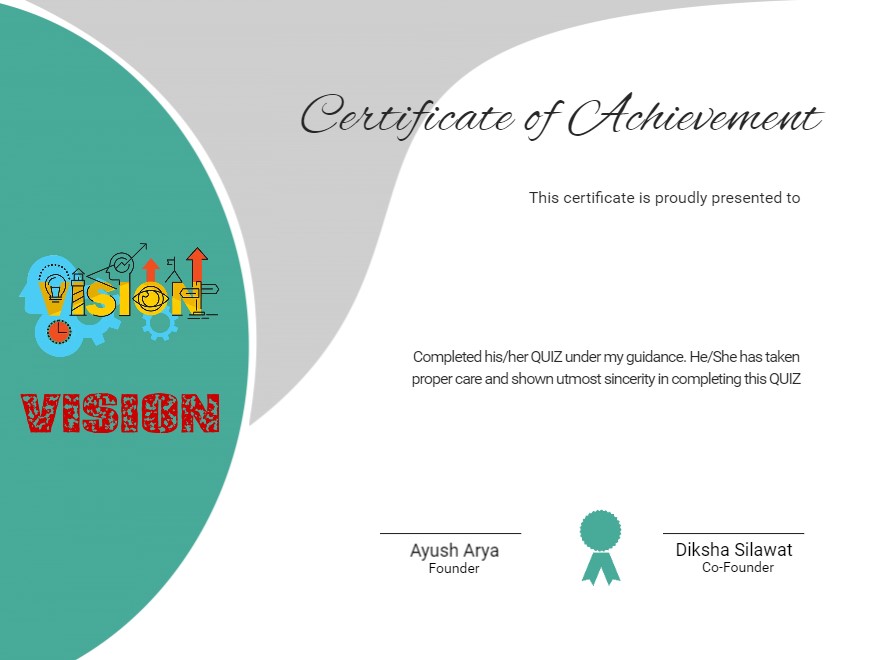 Certificate of Achievement
This certificate is proudly presented to
VISION
VISION
Completed his/her QUIZ under my guidance. He/She has taken
proper care and shown utmost sincerity in completing this QUIZ
Ayush Arya
Founder
Diksha Silawat
Co-Founder